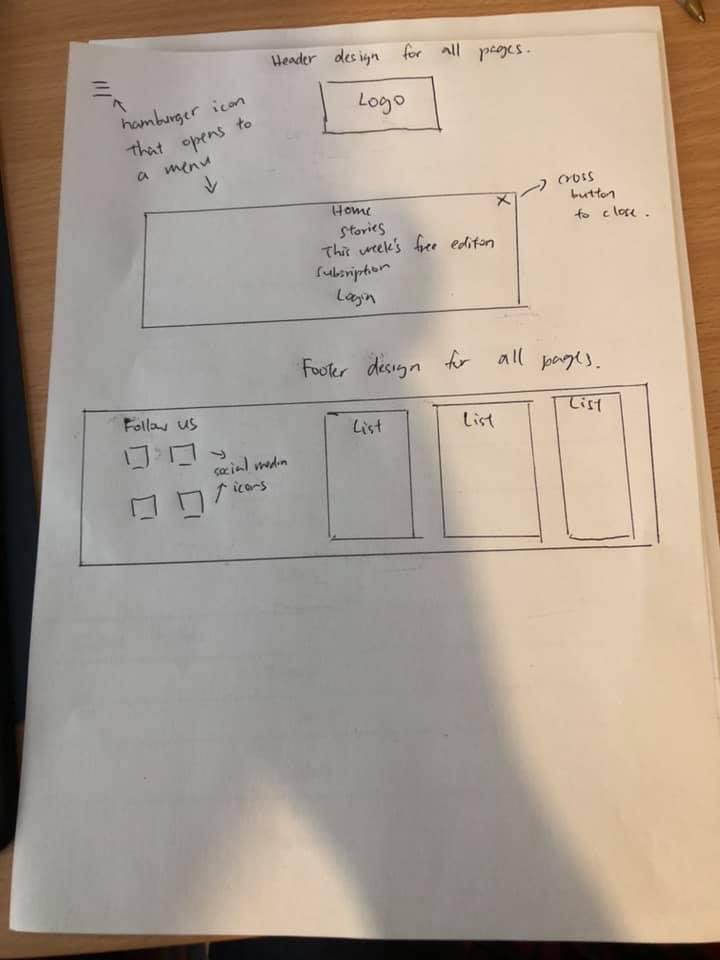 Header design for all pages.
Logo
hamburger icon
that opens to
a menu
X
cross
button
to close.
Home
Stories
This week's free editon
Subsription
Login
Footer design for all pages.
Follow us
social media
icons
List
List
List